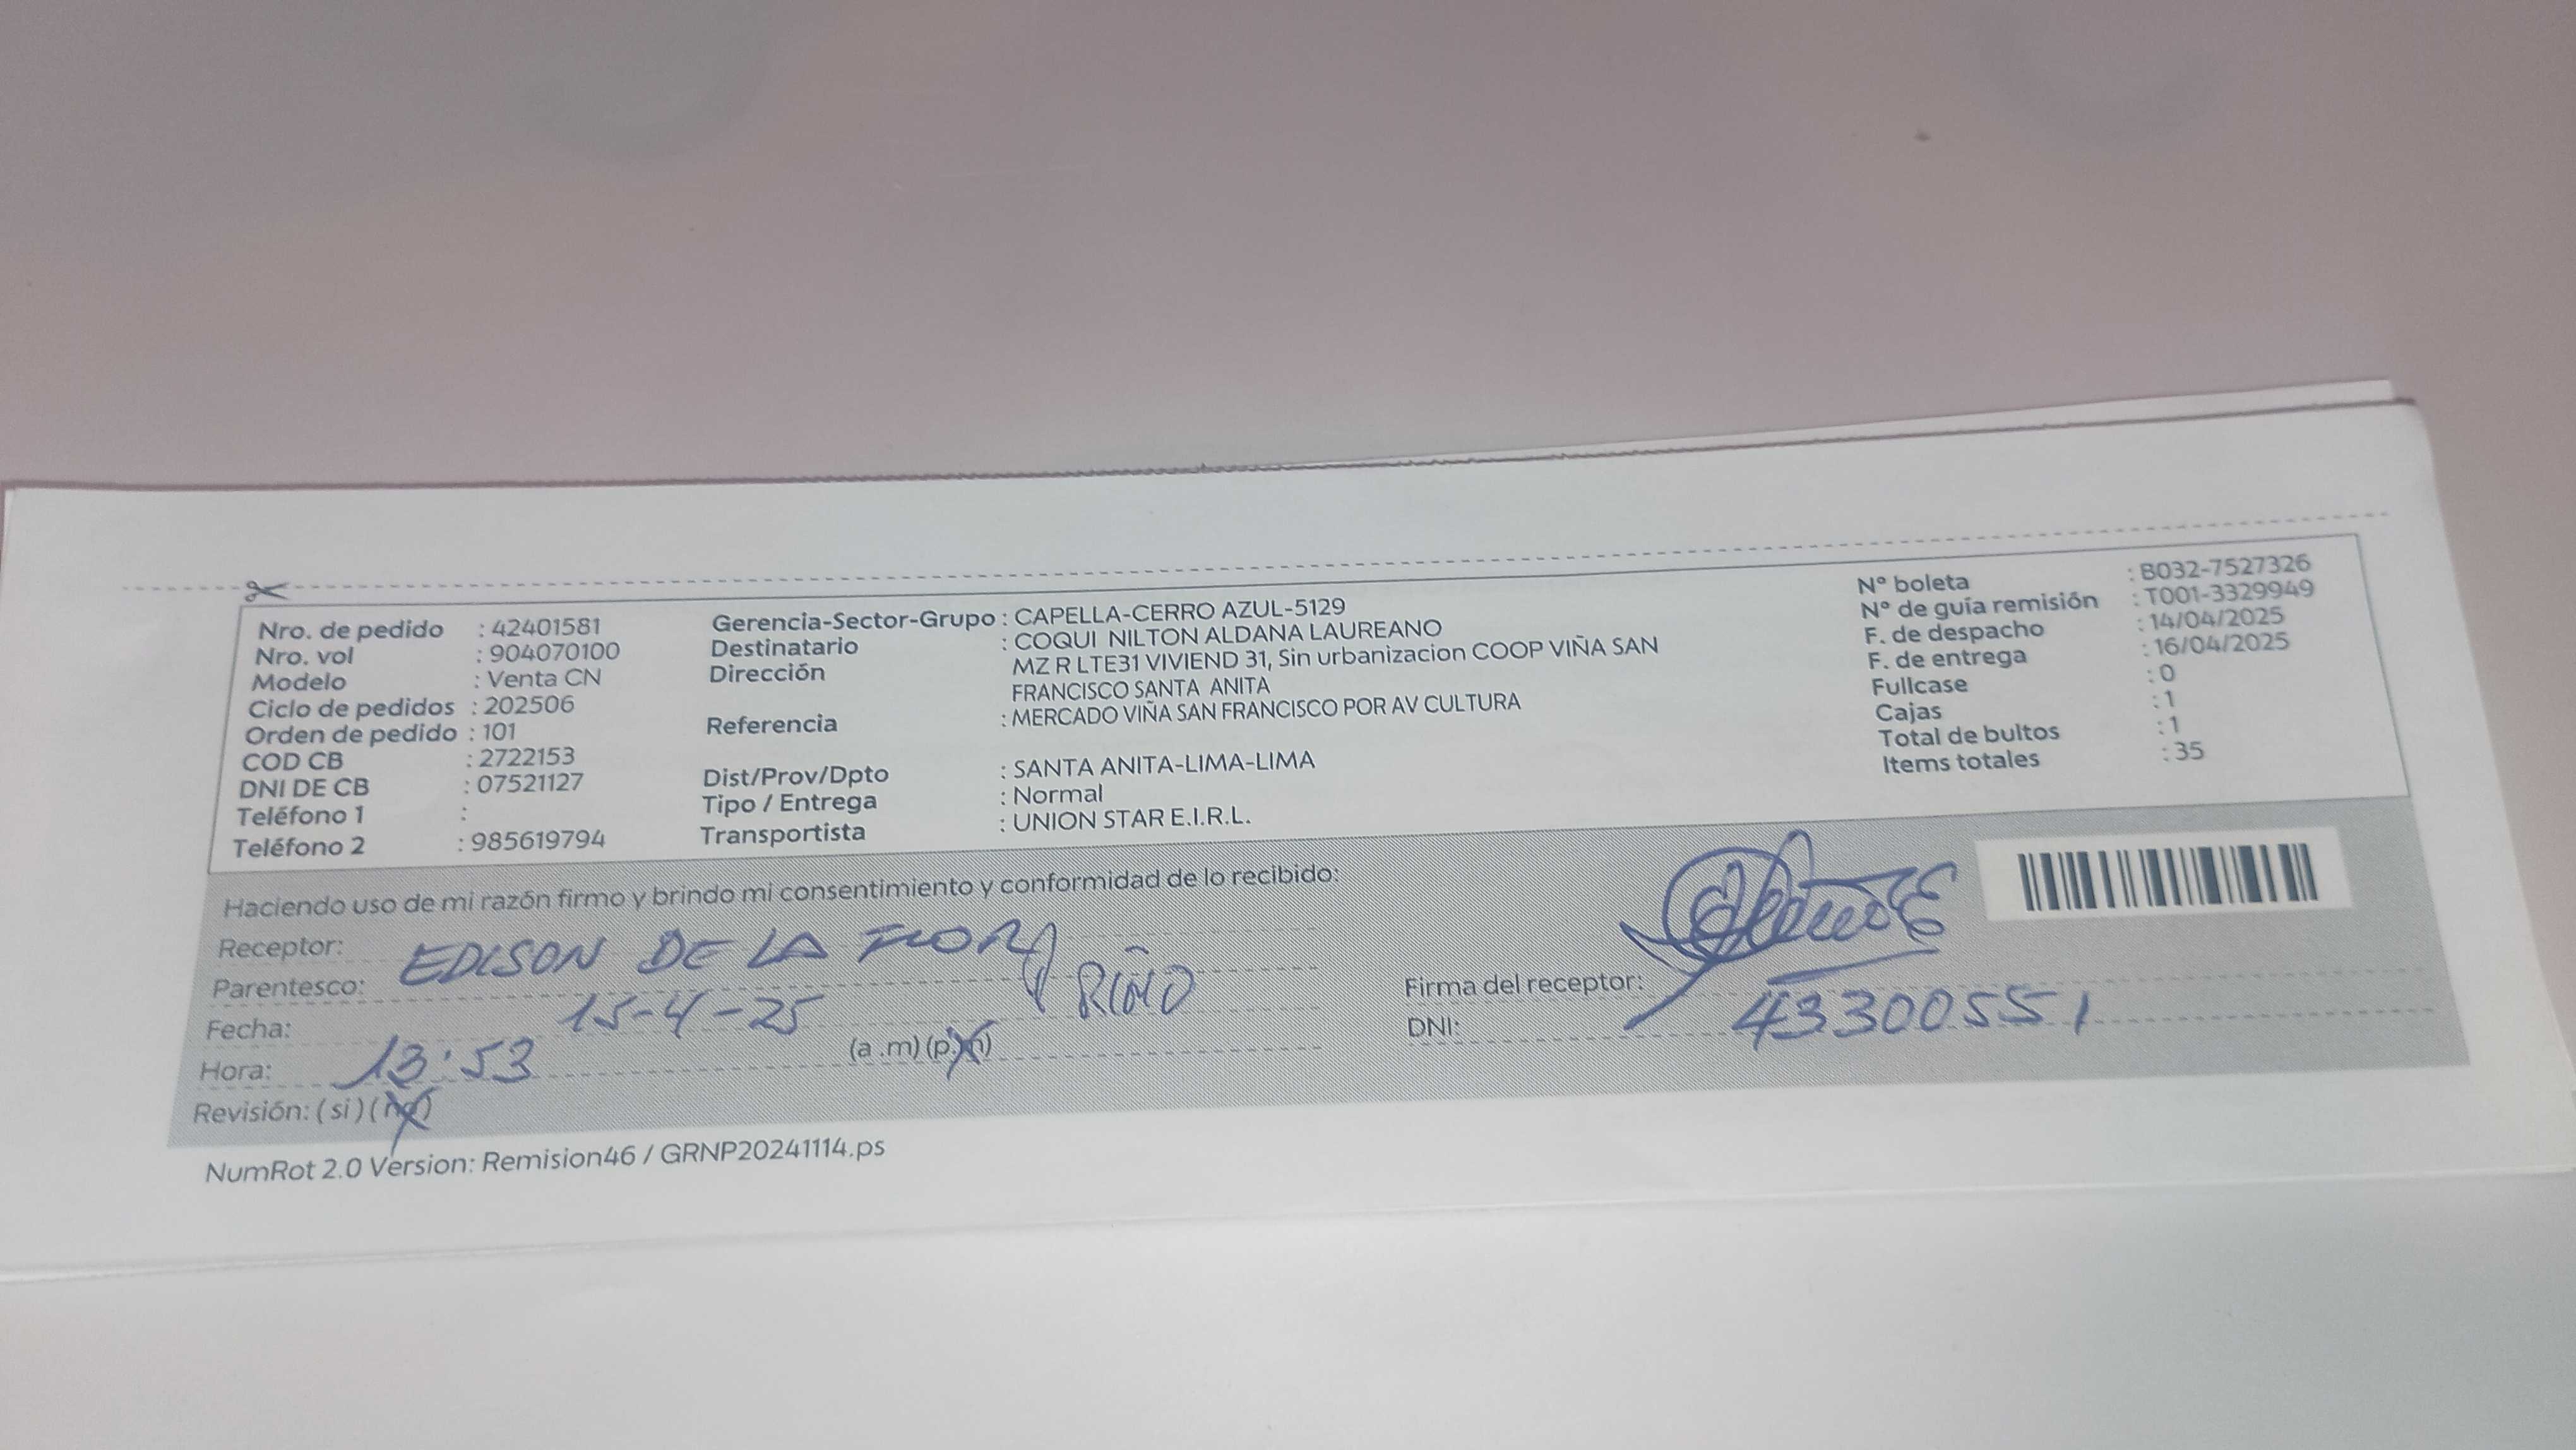 Nro. de pedido : 42401581
Nro. vol : 904070100
Modelo : Venta CN
Ciclo de pedidos : 202506
Orden de pedido : 101
COD CB : 2722153
DNI DE CB : 07521127
Teléfono 1 :
Teléfono 2 : 985619794
Gerencia-Sector-Grupo : CAPELLA-CERRO AZUL-5129
Destinatario : COQUI NILTON ALDANA LAUREANO
Dirección MZ R LTE31 VIVIEND 31, Sin urbanizacion COOP VIÑA SAN
FRANCISCO SANTA ANITA
Referencia : MERCADO VIÑA SAN FRANCISCO POR AV CULTURA
Dist/Prov/Dpto : SANTA ANITA-LIMA-LIMA
Tipo / Entrega : Normal
Transportista : UNION STAR E.I.R.L.
N° boleta : B032-7527326
N° de guía remisión : T001-3329949
F. de despacho : 14/04/2025
F. de entrega : 16/04/2025
Fullcase : 0
Cajas : 1
Total de bultos : 1
Items totales : 35
Haciendo uso de mi razón firmo y brindo mi consentimiento y conformidad de lo recibido:
Receptor: EDISON DE LA FLOR
Parentesco: RIÑO
Fecha: 15-4-25
Hora: 13:53 (a .m) (p.m)
Revisión: ( si ) ( no )
Firma del receptor:
DNI: 43300551
NumRot 2.0 Version: Remision46 / GRNP20241114.ps